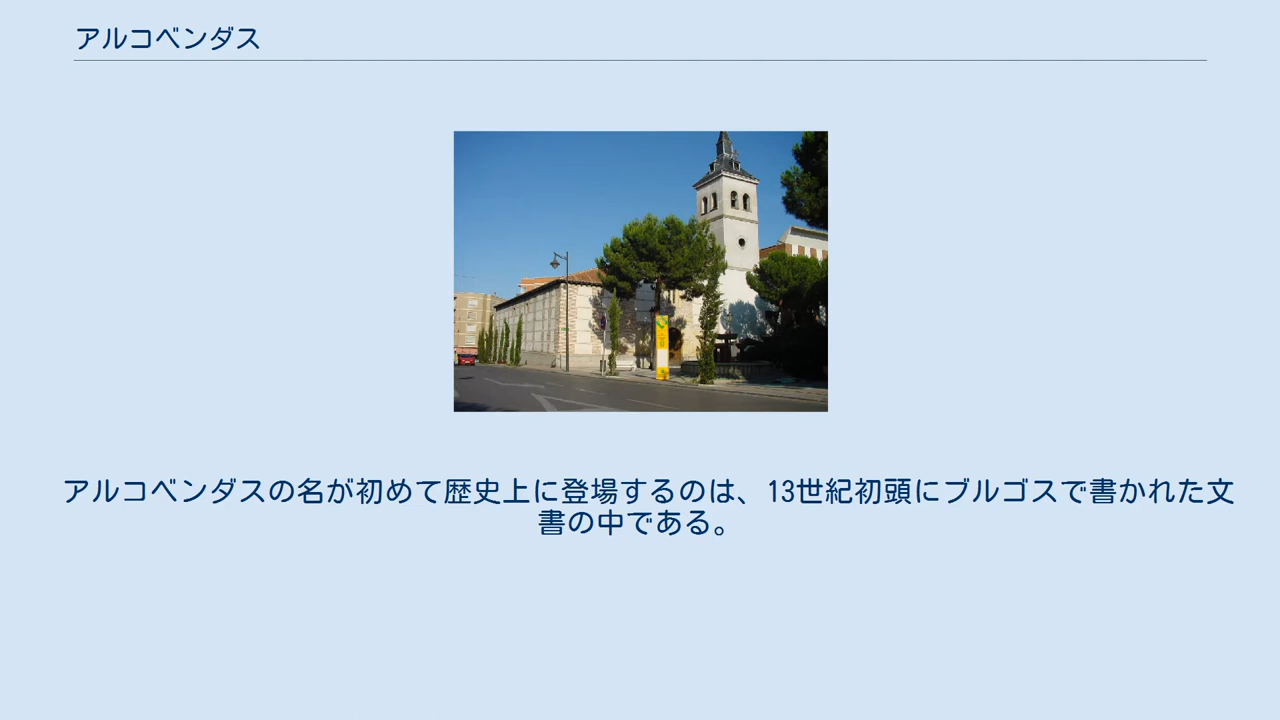 アルコベンダス
アルコベンダスの名が初めて歴史上に登場するのは、13世紀初頭にブルゴスで書かれた文
書の中である。